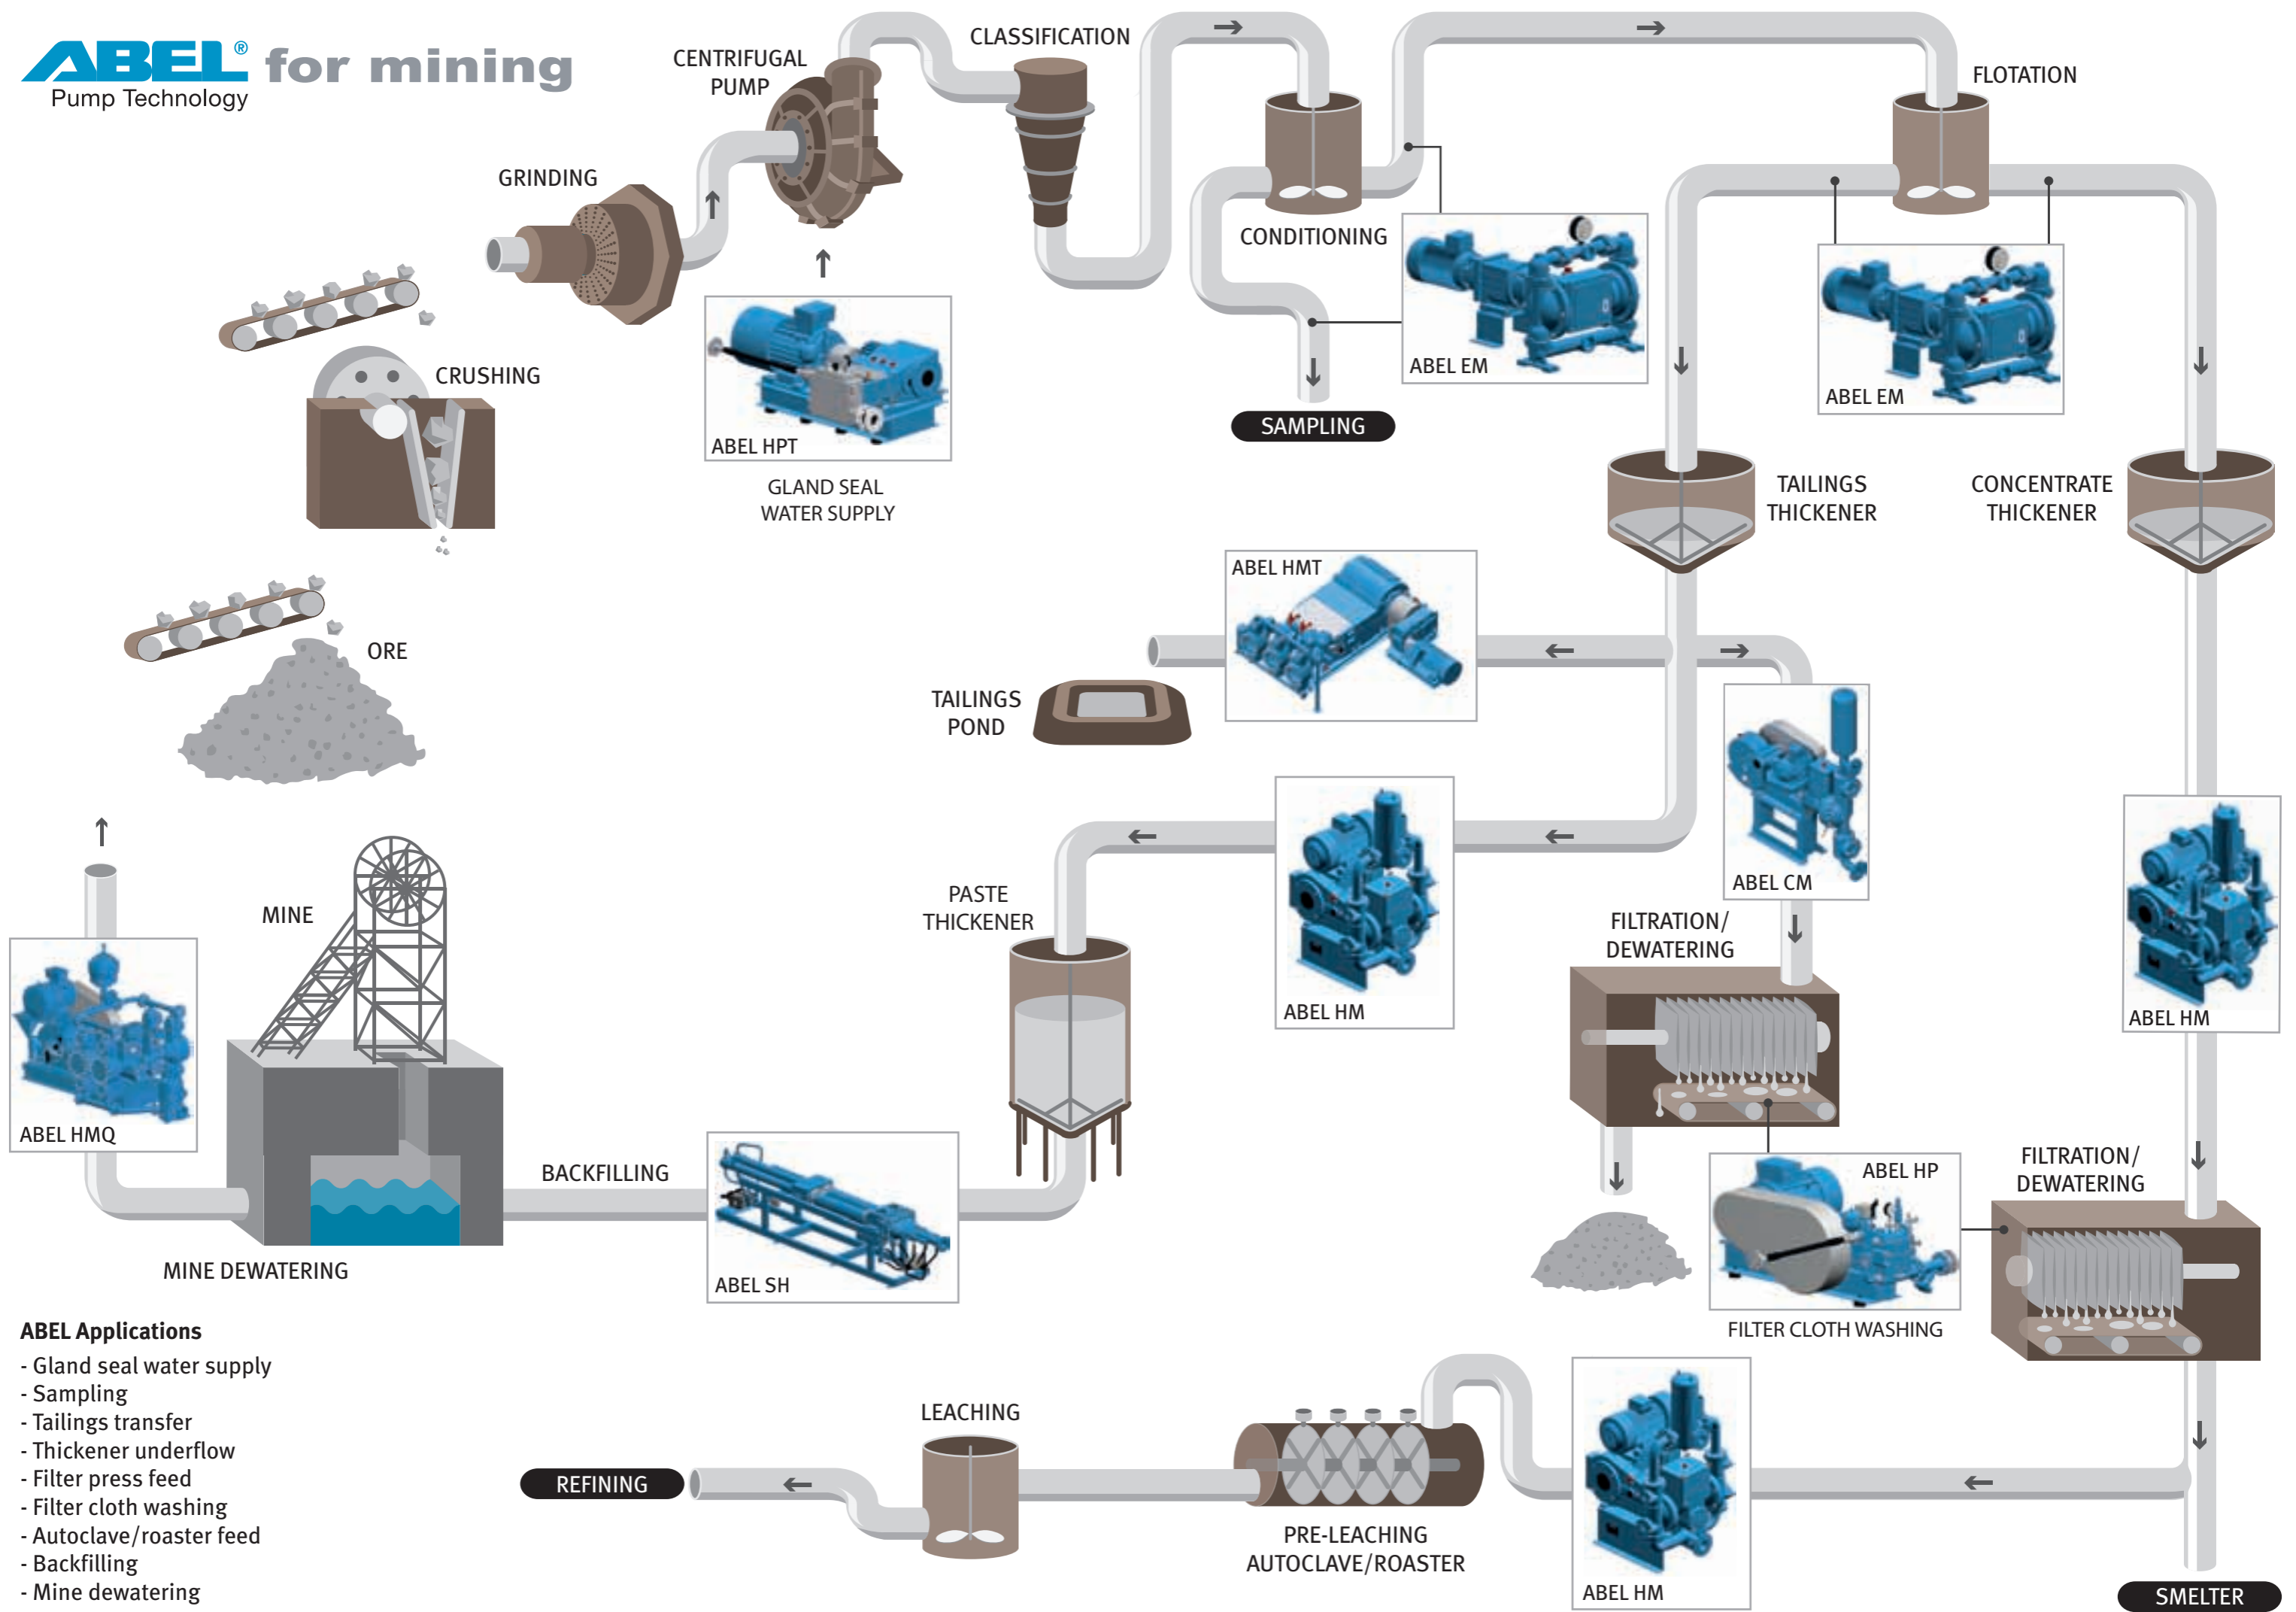 ABEL® for mining
Pump Technology
CENTRIFUGAL
PUMP
CLASSIFICATION
FLOTATION
GRINDING
CONDITIONING
CRUSHING
ABEL HPT
GLAND SEAL
WATER SUPPLY
ABEL EM
SAMPLING
ABEL EM
TAILINGS
THICKENER
CONCENTRATE
THICKENER
ABEL HMT
ORE
TAILINGS
POND
ABEL CM
PASTE
THICKENER
MINE
FILTRATION/
DEWATERING
ABEL HM
ABEL HM
ABEL HMQ
BACKFILLING
ABEL HP
FILTRATION/
DEWATERING
MINE DEWATERING
ABEL SH
FILTER CLOTH WASHING
ABEL Applications
- Gland seal water supply
- Sampling
- Tailings transfer
- Thickener underflow
- Filter press feed
- Filter cloth washing
- Autoclave/roaster feed
- Backfilling
- Mine dewatering
LEACHING
REFINING
PRE-LEACHING
AUTOCLAVE/ROASTER
ABEL HM
SMELTER